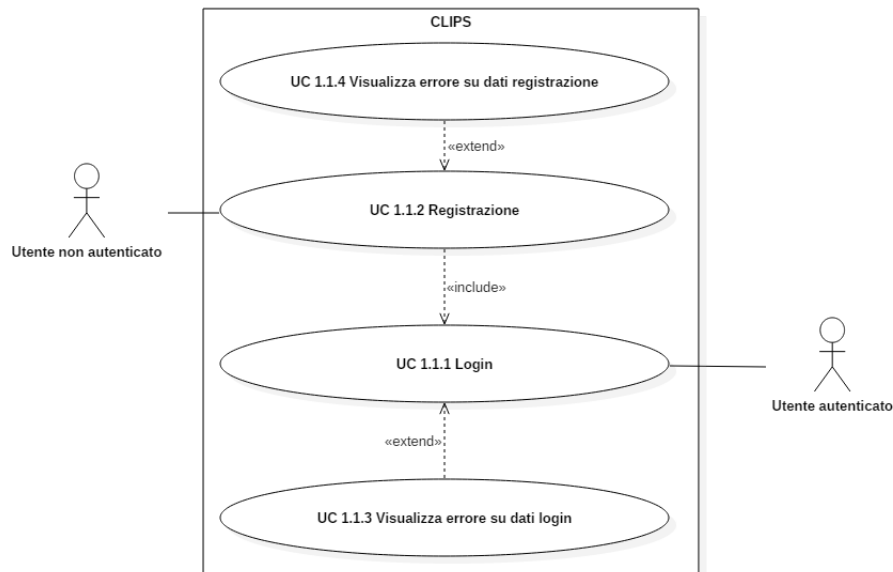 CLIPS
UC 1.1.4 Visualizza errore su dati registrazione
«extend»
UC 1.1.2 Registrazione
Utente non autenticato
«include»
UC 1.1.1 Login
Utente autenticato
«extend»
UC 1.1.3 Visualizza errore su dati login